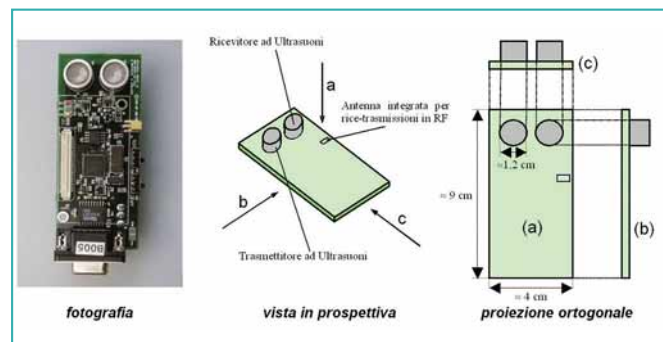 Ricevitore ad Ultrasuoni
a
Antenna integrata per
rice-trasmissioni in RF
b
c
Trasmettitore ad Ultrasuoni
(c)
≈1.2 cm
≈ 9 cm
(a)
(b)
≈ 4 cm
B005
fotografia
vista in prospettiva
proiezione ortogonale